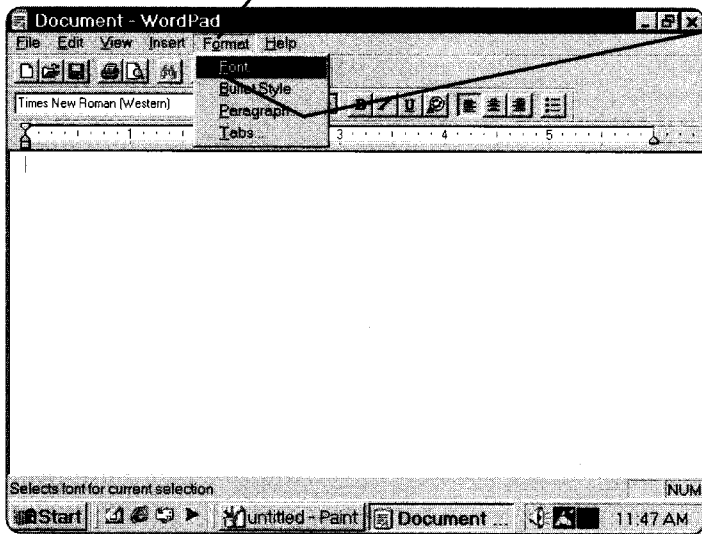 Document - WordPad
File Edit View Insert Format Help
Font...
Times New Roman (Western)
Bullet Style
B / U
Paragraph...
Tabs...
1 3 4 5
Selects font for current selection
NUM
Start untitled - Paint Document ... 11:47 AM